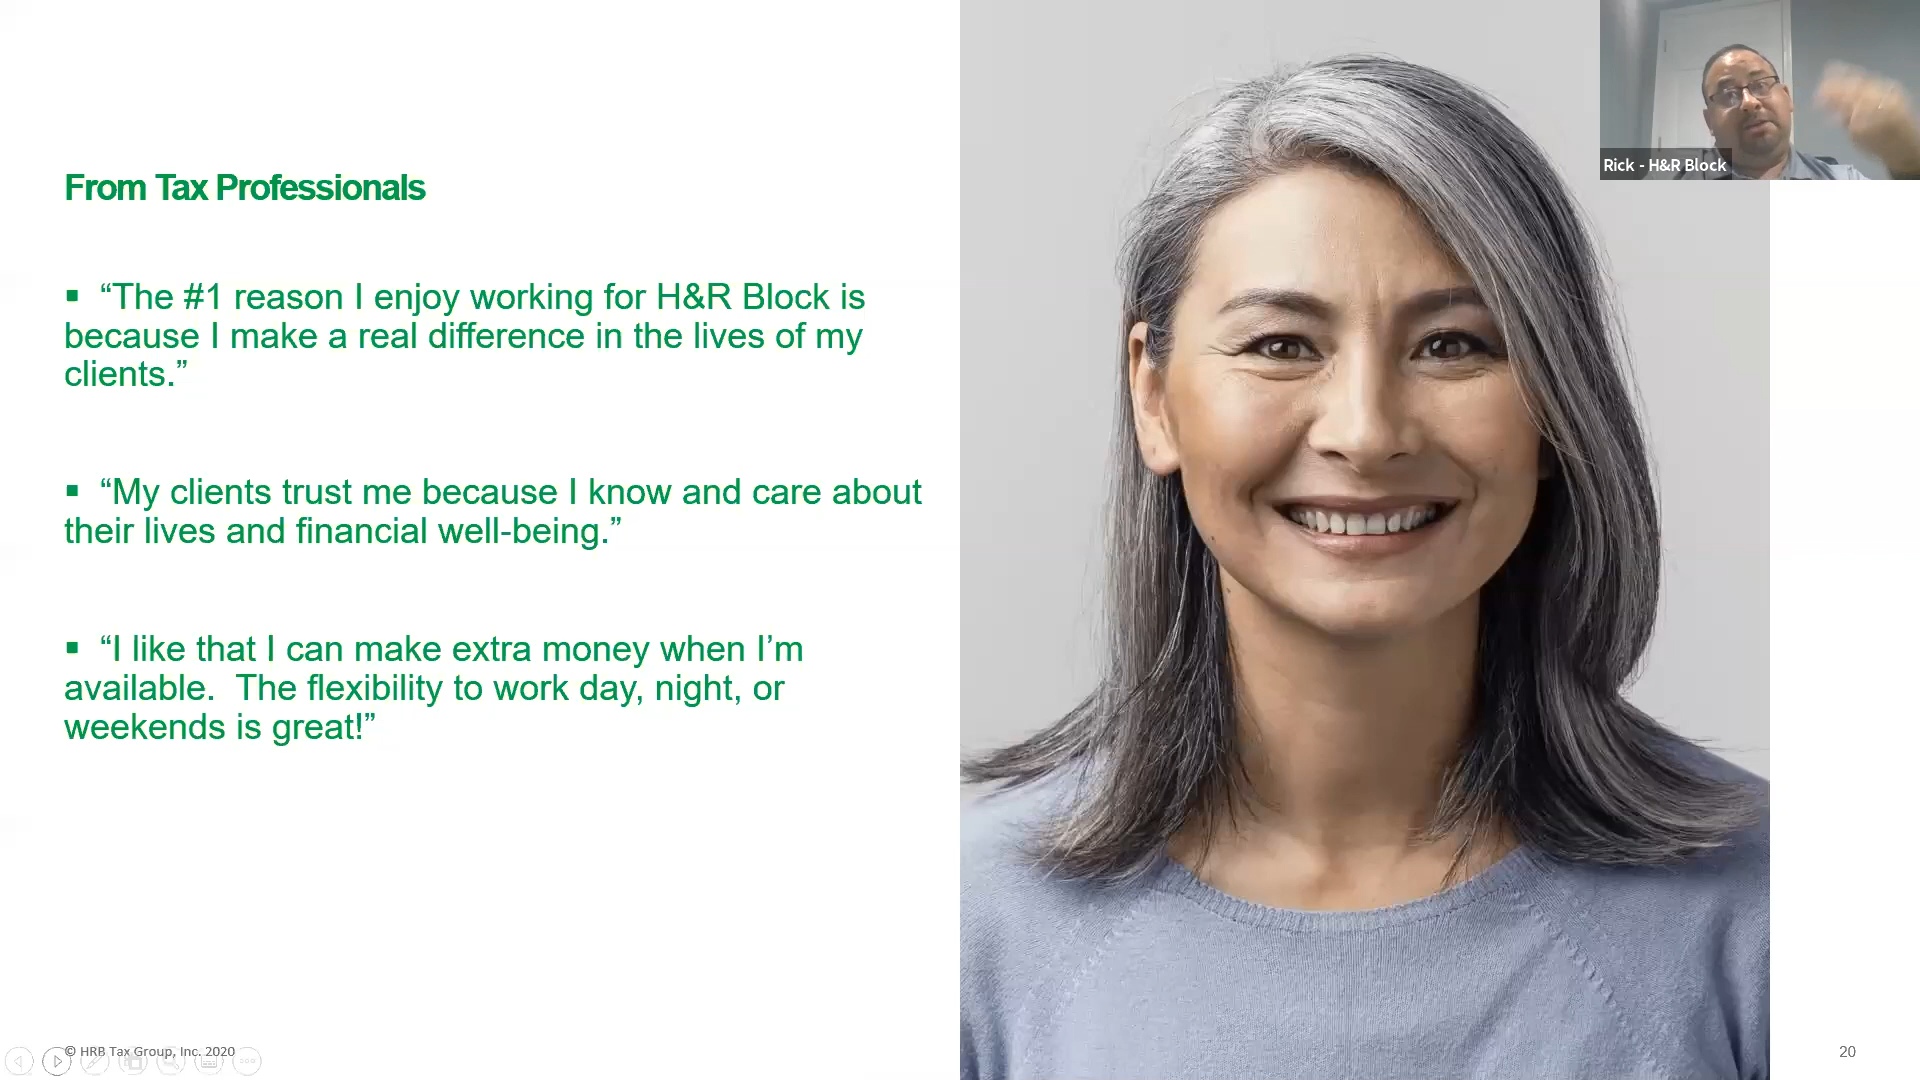 Rick - H&R Block
From Tax Professionals
▪ “The #1 reason I enjoy working for H&R Block is
because I make a real difference in the lives of my
clients.”
▪ “My clients trust me because I know and care about
their lives and financial well-being.”
▪ “I like that I can make extra money when I’m
available.  The flexibility to work day, night, or
weekends is great!”
© HRB Tax Group, Inc. 2020
20